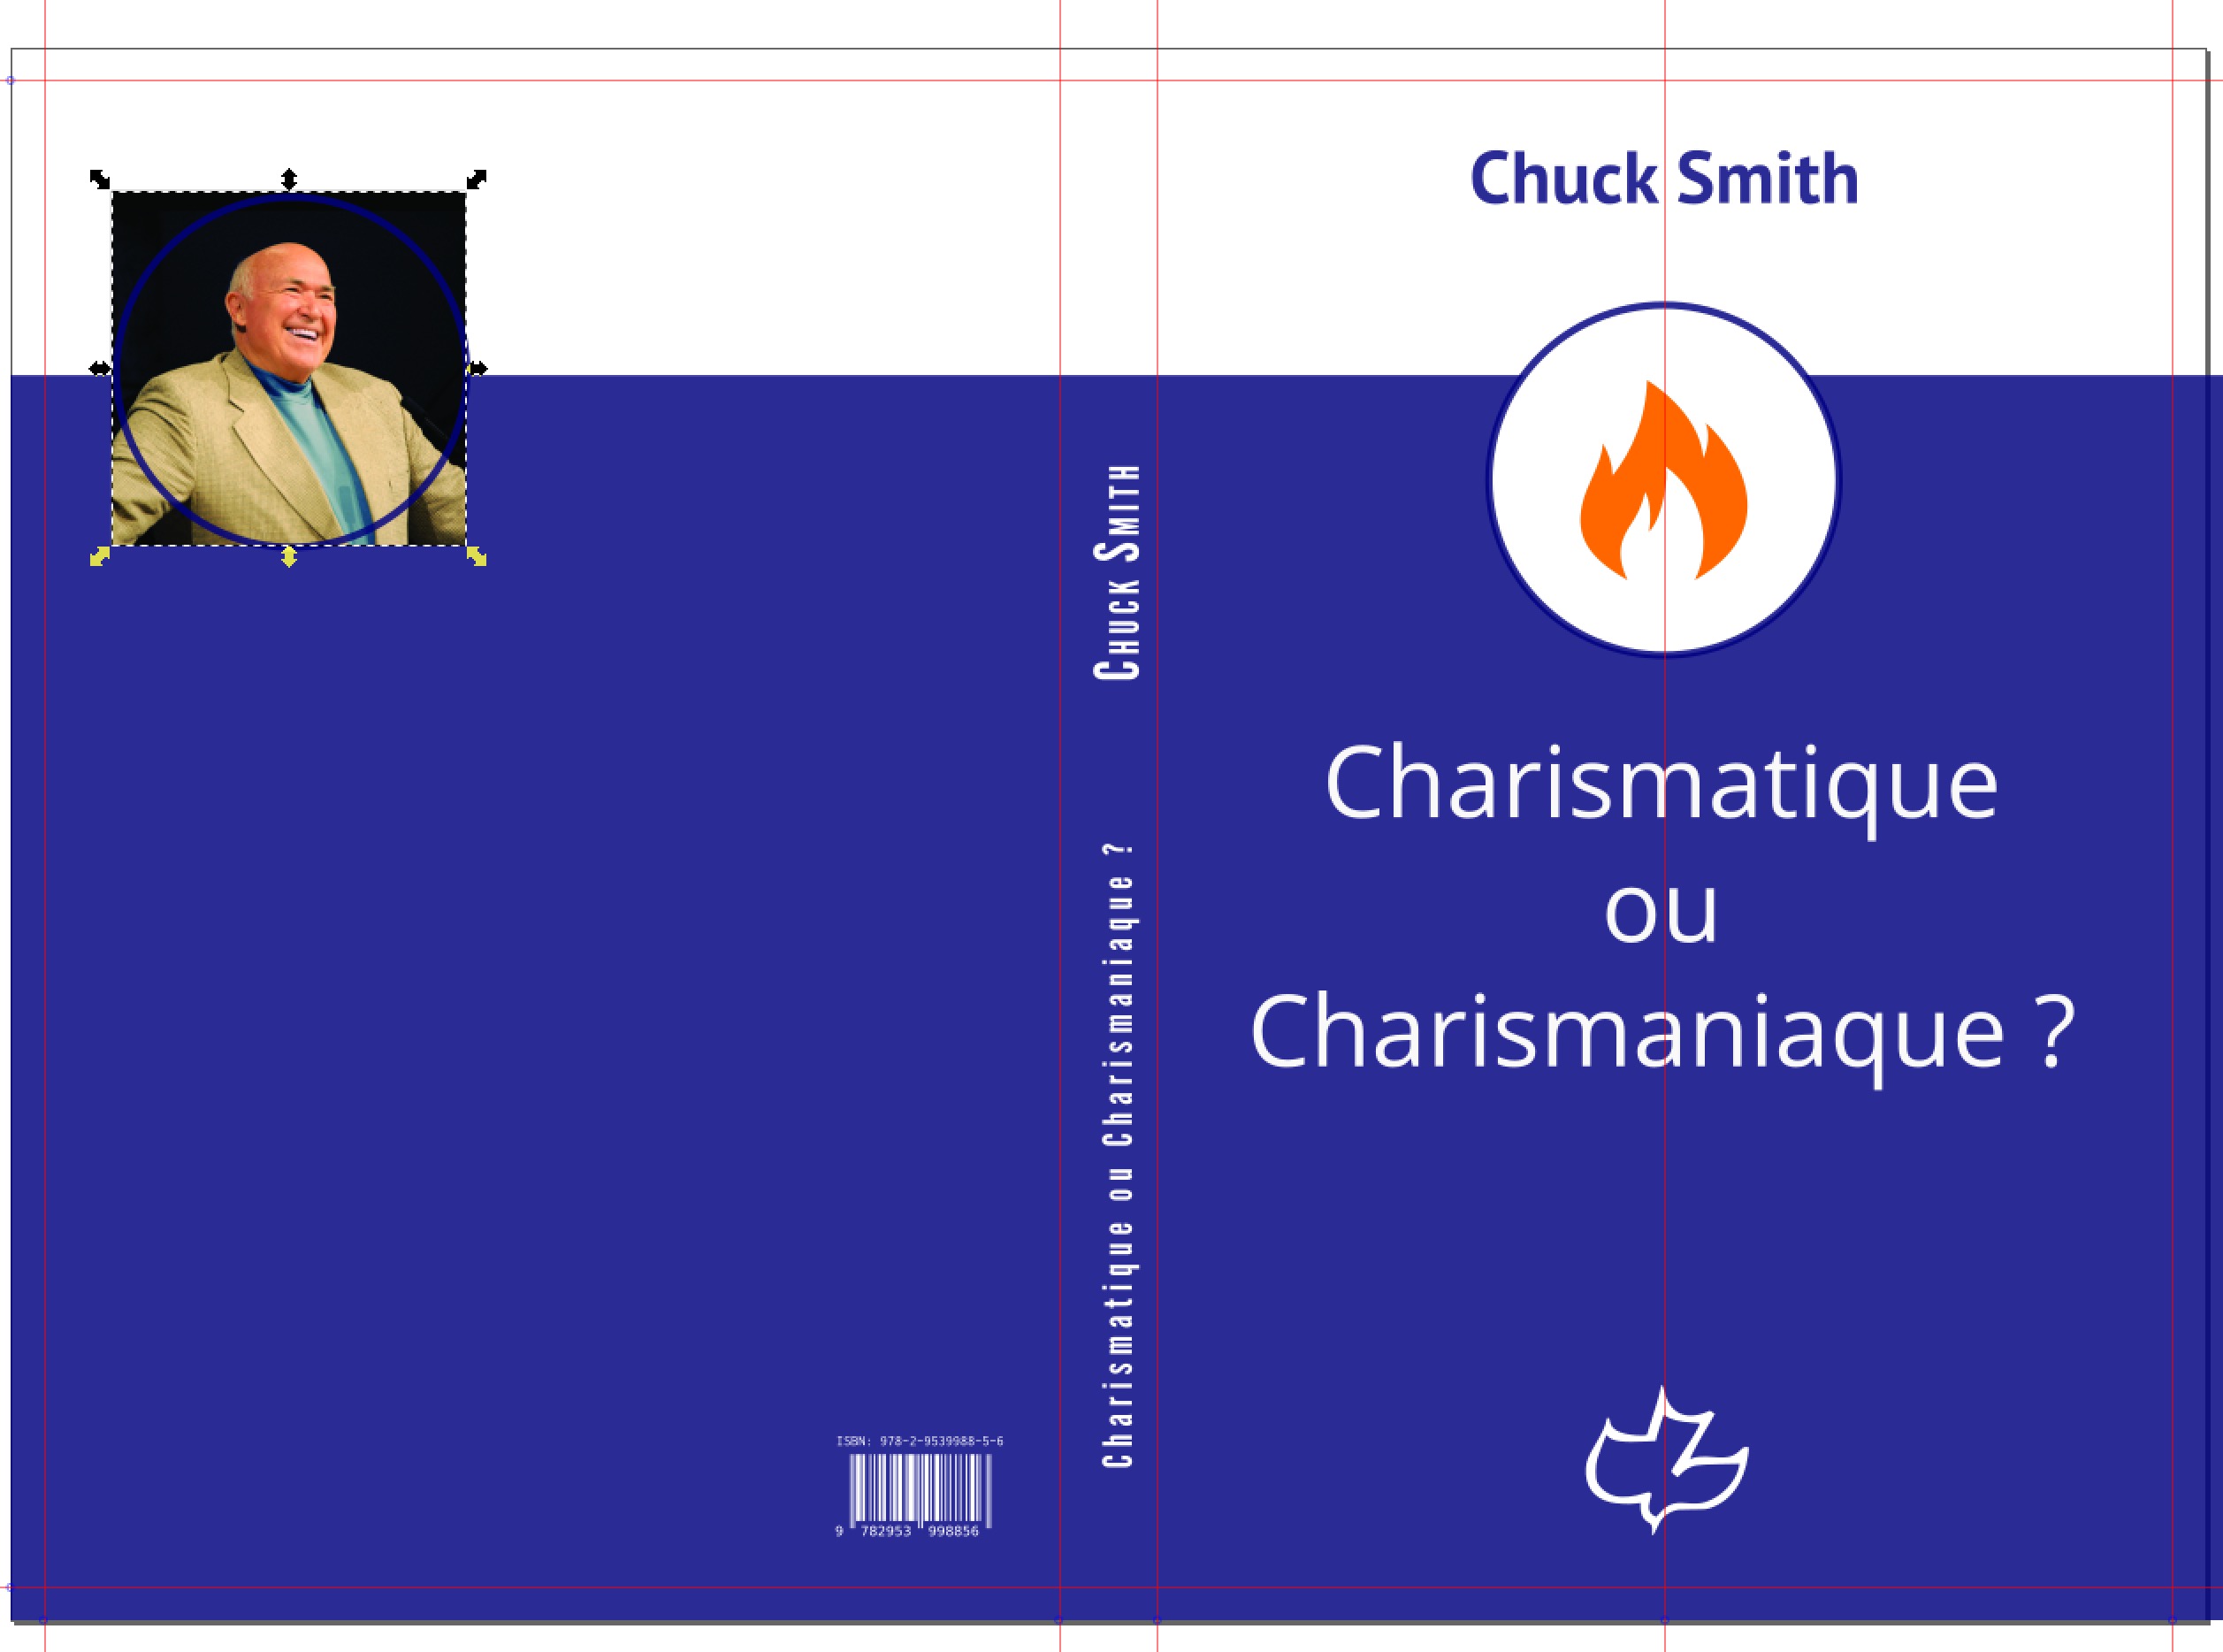 Chuck Smith
Charismatique
ou
Charismaniaque ?
Chuck Smith
Charismatique ou Charismaniaque ?
ISBN: 978-2-9539988-5-6
9 782953 998856